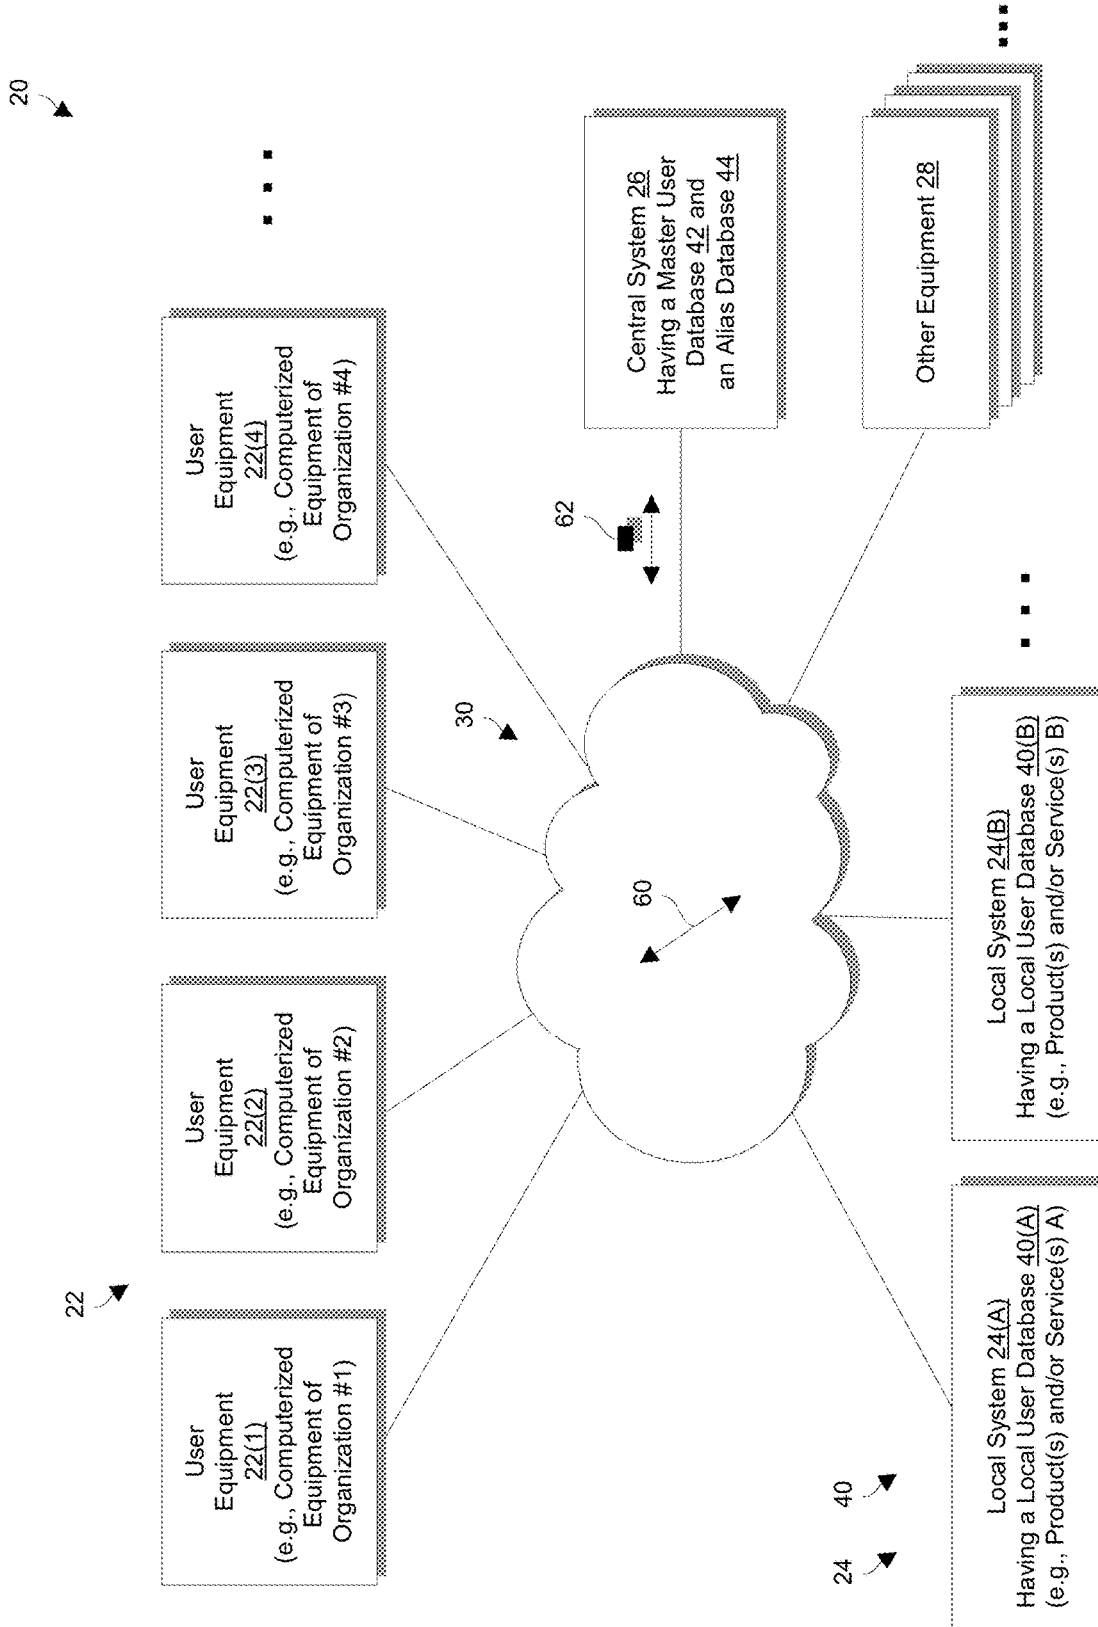 20
22
User
Equipment
22(1)
(e.g., Computerized
Equipment of
Organization #1)
User
Equipment
22(2)
(e.g., Computerized
Equipment of
Organization #2)
User
Equipment
22(3)
(e.g., Computerized
Equipment of
Organization #3)
User
Equipment
22(4)
(e.g., Computerized
Equipment of
Organization #4)
30
60
62
Central System 26
Having a Master User
Database 42 and
an Alias Database 44
Other Equipment 28
24
40
Local System 24(A)
Having a Local User Database 40(A)
(e.g., Product(s) and/or Service(s) A)
Local System 24(B)
Having a Local User Database 40(B)
(e.g., Product(s) and/or Service(s) B)